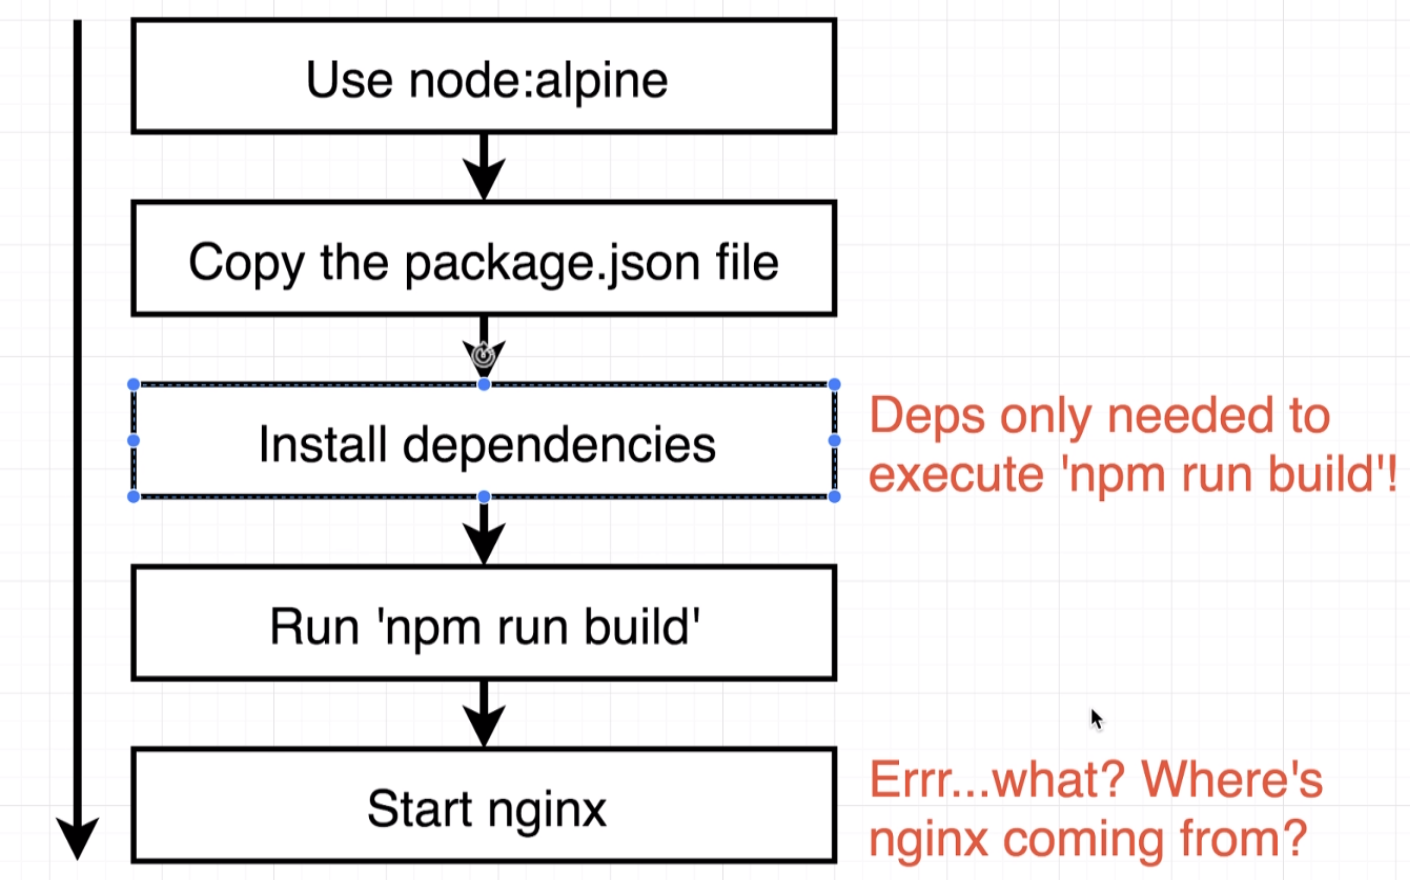 Use node:alpine
Copy the package.json file
Install dependencies
Deps only needed to
execute 'npm run build'!
Run 'npm run build'
Start nginx
Errr...what? Where's
nginx coming from?